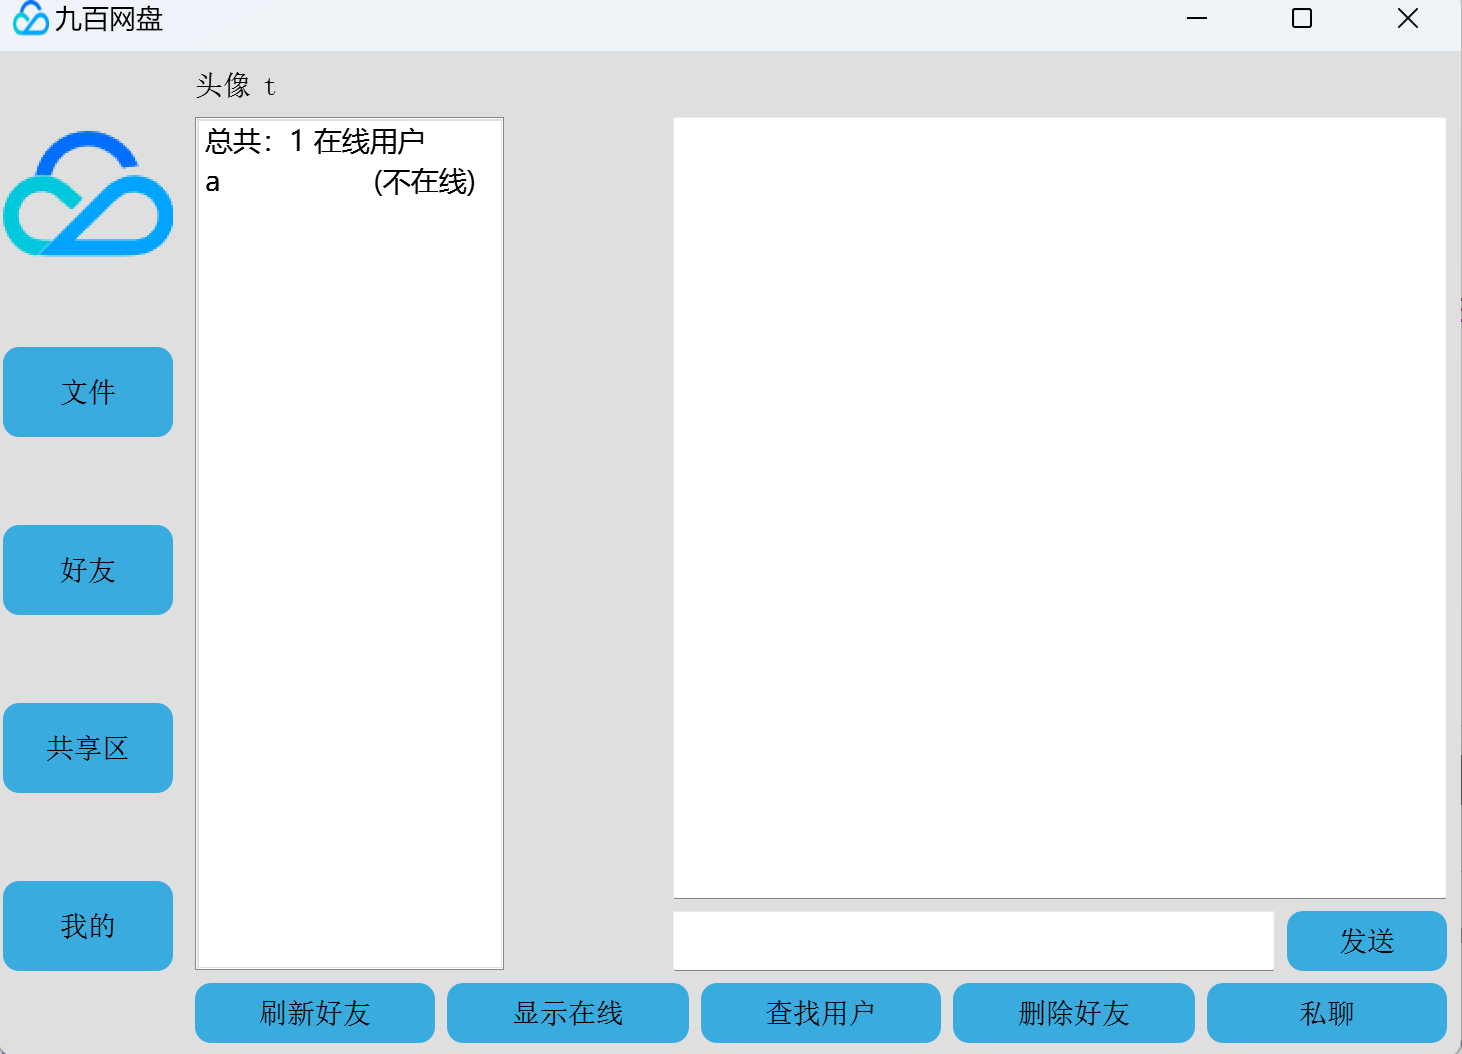 九百网盘
头像 t
总共：1 在线用户
a (不在线)
文件
好友
共享区
我的
发送
刷新好友 显示在线 查找用户 删除好友 私聊